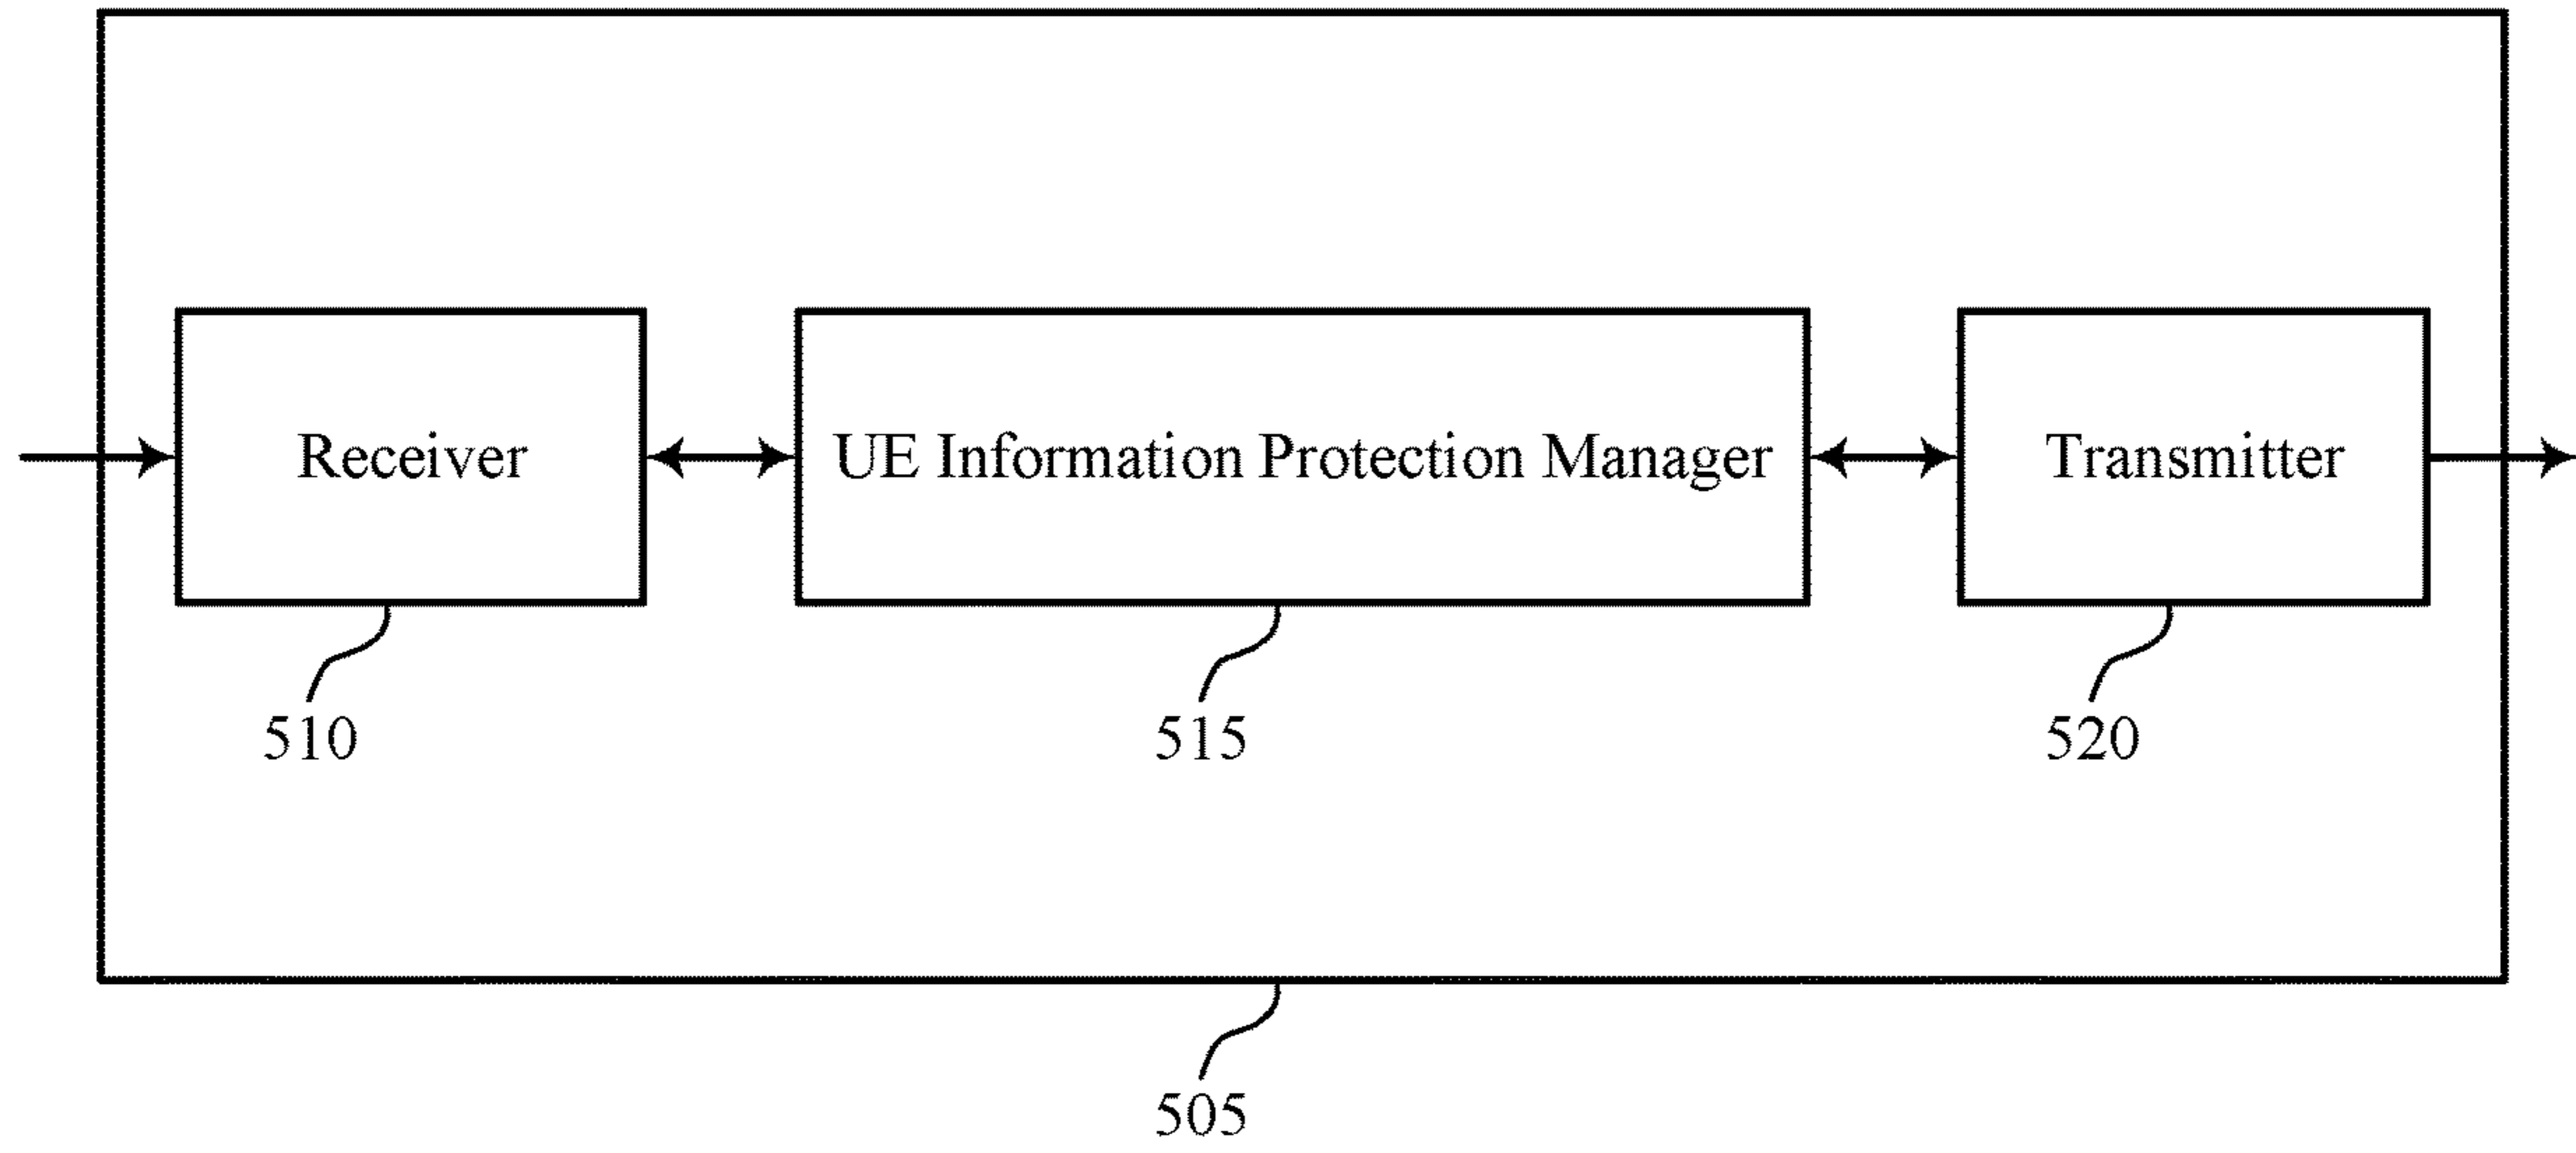 Receiver
UE Information Protection Manager
Transmitter
510
515
520
505